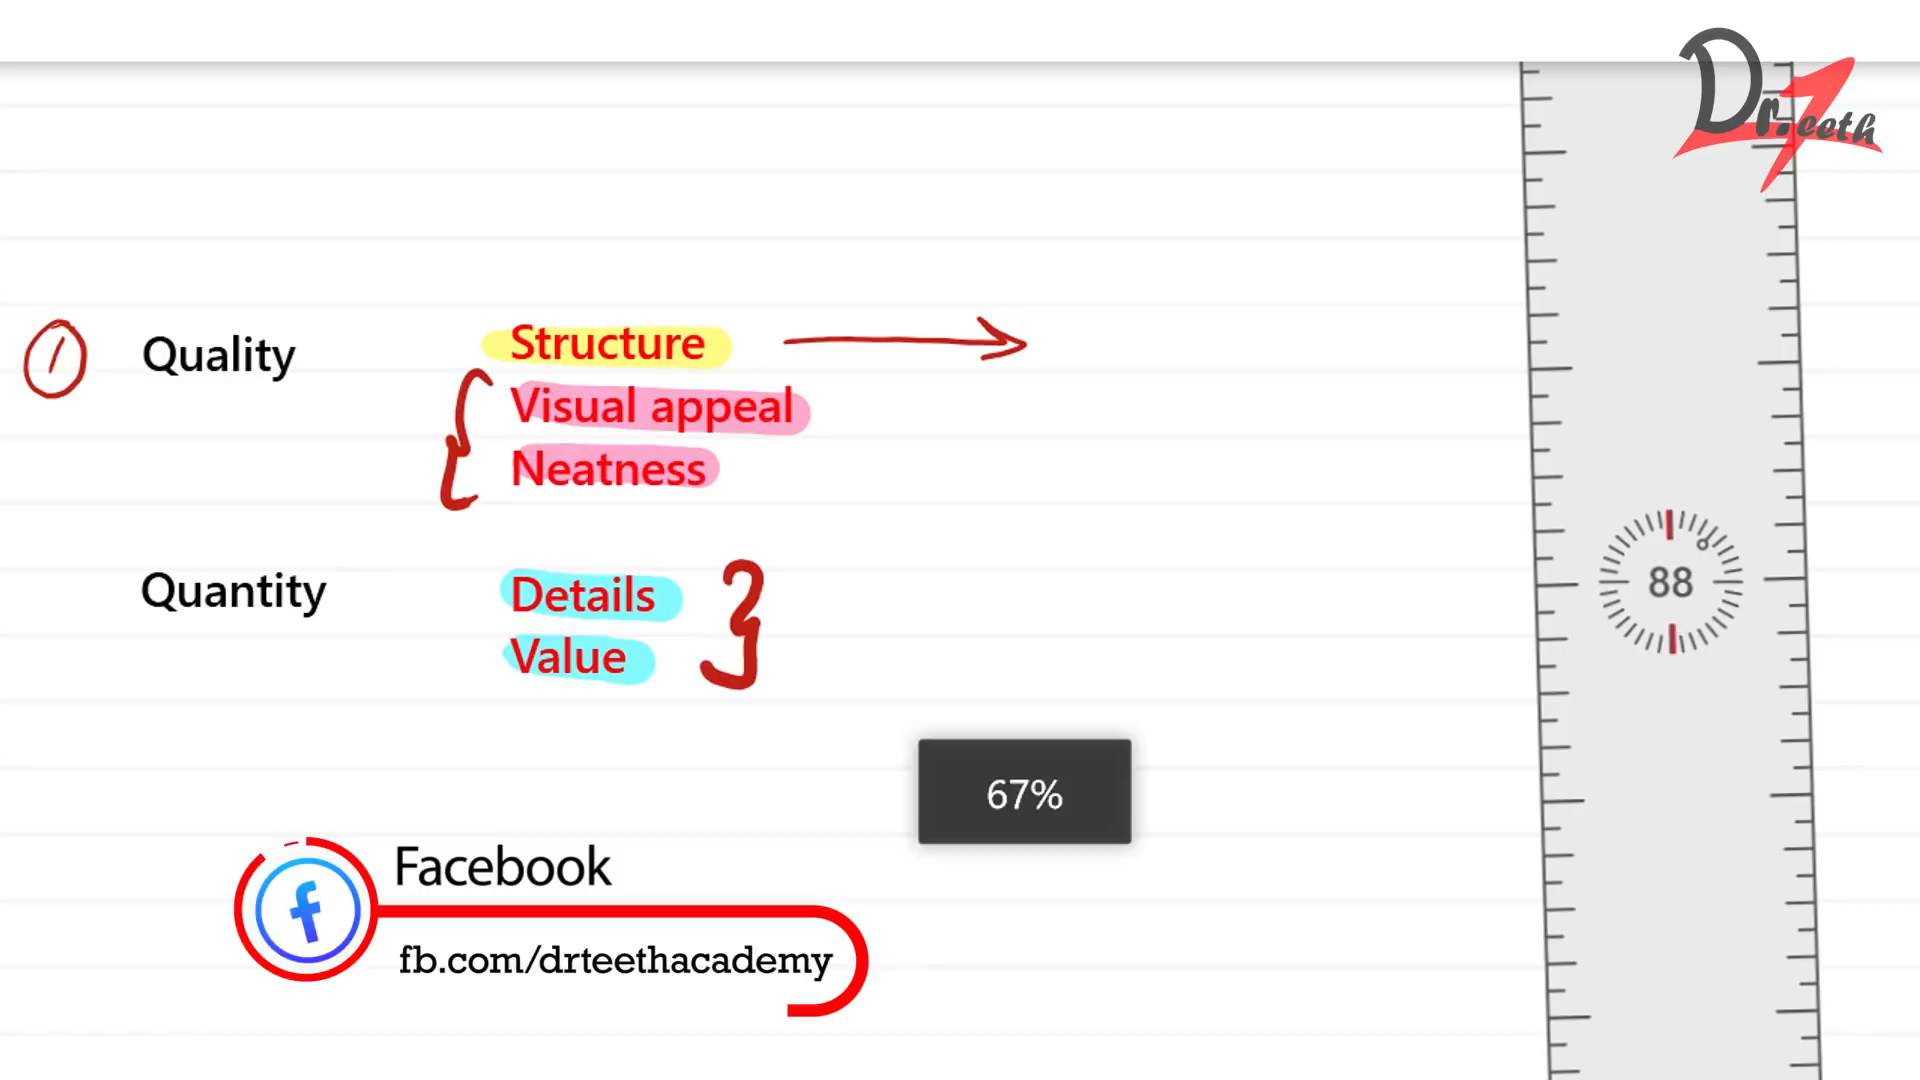 Dr.Teeth
1
Quality
Structure
Visual appeal
Neatness
Quantity
Details
Value
88
67%
Facebook
fb.com/drteethacademy